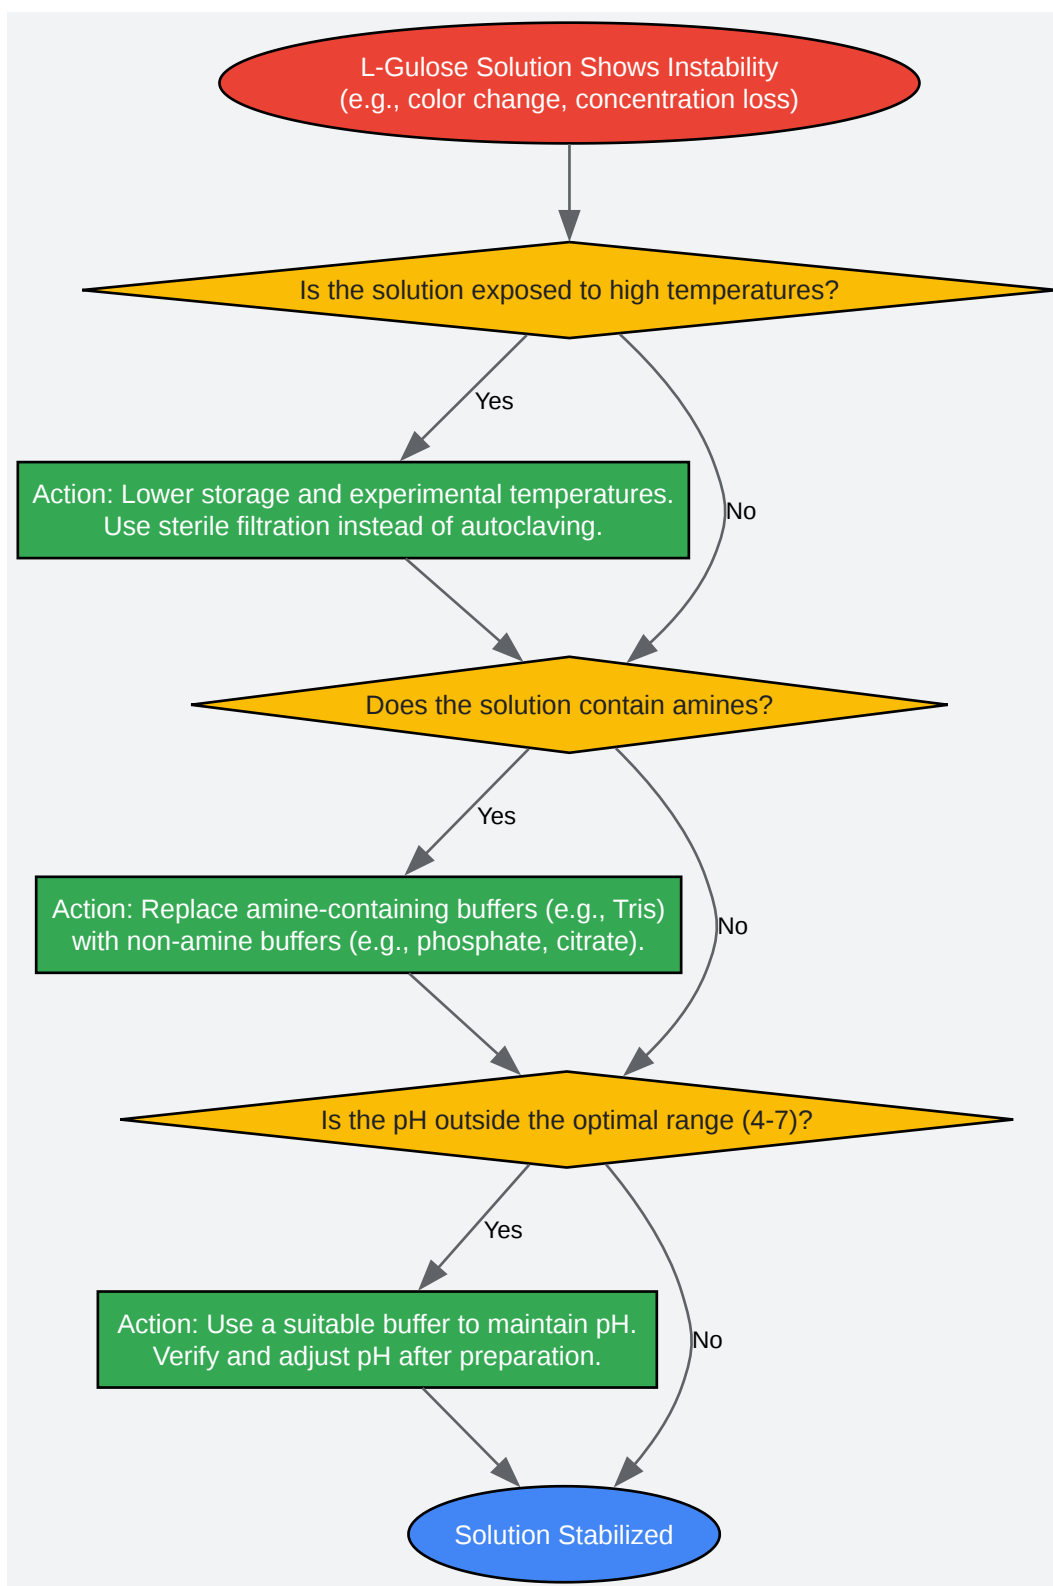 L-Gulose Solution Shows Instability
(e.g., color change, concentration loss)
Is the solution exposed to high temperatures?
Yes
Action: Lower storage and experimental temperatures.
Use sterile filtration instead of autoclaving.
No
Does the solution contain amines?
Yes
Action: Replace amine-containing buffers (e.g., Tris)
with non-amine buffers (e.g., phosphate, citrate).
No
Is the pH outside the optimal range (4-7)?
Yes
Action: Use a suitable buffer to maintain pH.
Verify and adjust pH after preparation.
No
Solution Stabilized